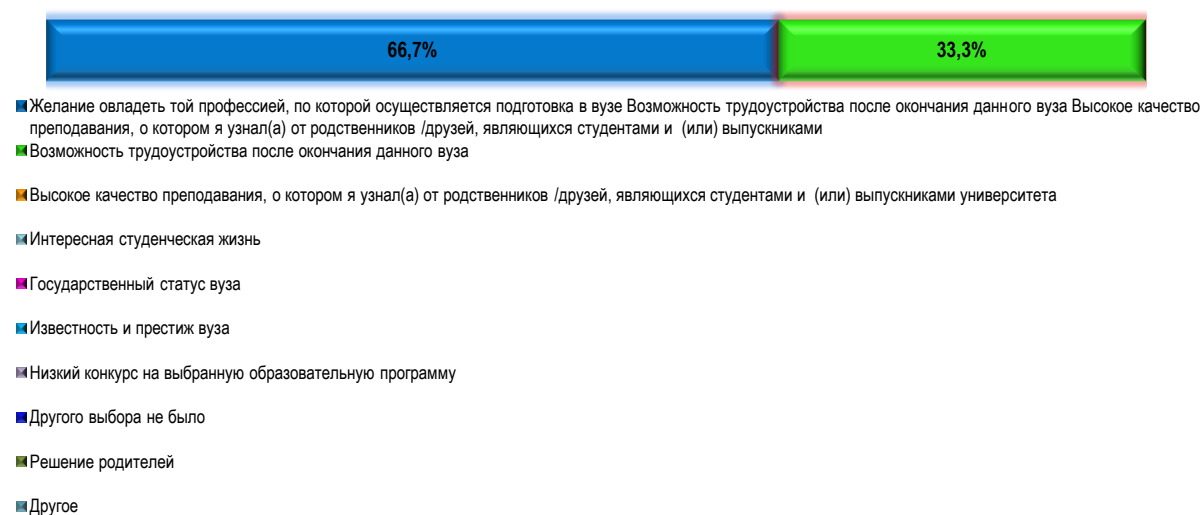 66,7% 33,3%
Желание овладеть той профессией, по которой осуществляется подготовка в вузе Возможность трудоустройства после окончания данного вуза Высокое качество
преподавания, о котором я узнал(а) от родственников /друзей, являющихся студентами и (или) выпускниками
Возможность трудоустройства после окончания данного вуза
Высокое качество преподавания, о котором я узнал(а) от родственников /друзей, являющихся студентами и (или) выпускниками университета
Интересная студенческая жизнь
Государственный статус вуза
Известность и престиж вуза
Низкий конкурс на выбранную образовательную программу
Другого выбора не было
Решение родителей
Другое